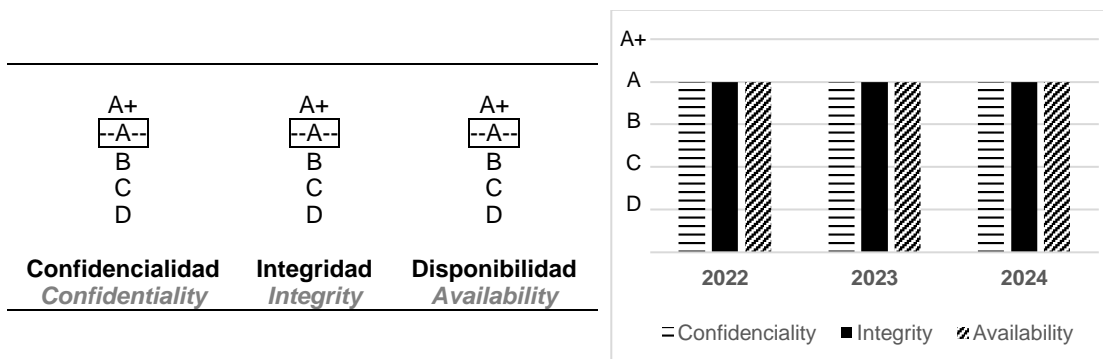 A+ A+ A+
--A-- --A-- --A--
B B B
C C C
D D D
Confidencialidad Integridad Disponibilidad
Confidentiality Integrity Availability
A+
A
B
C
D
2022 2023 2024
Confidenciality Integrity Availability